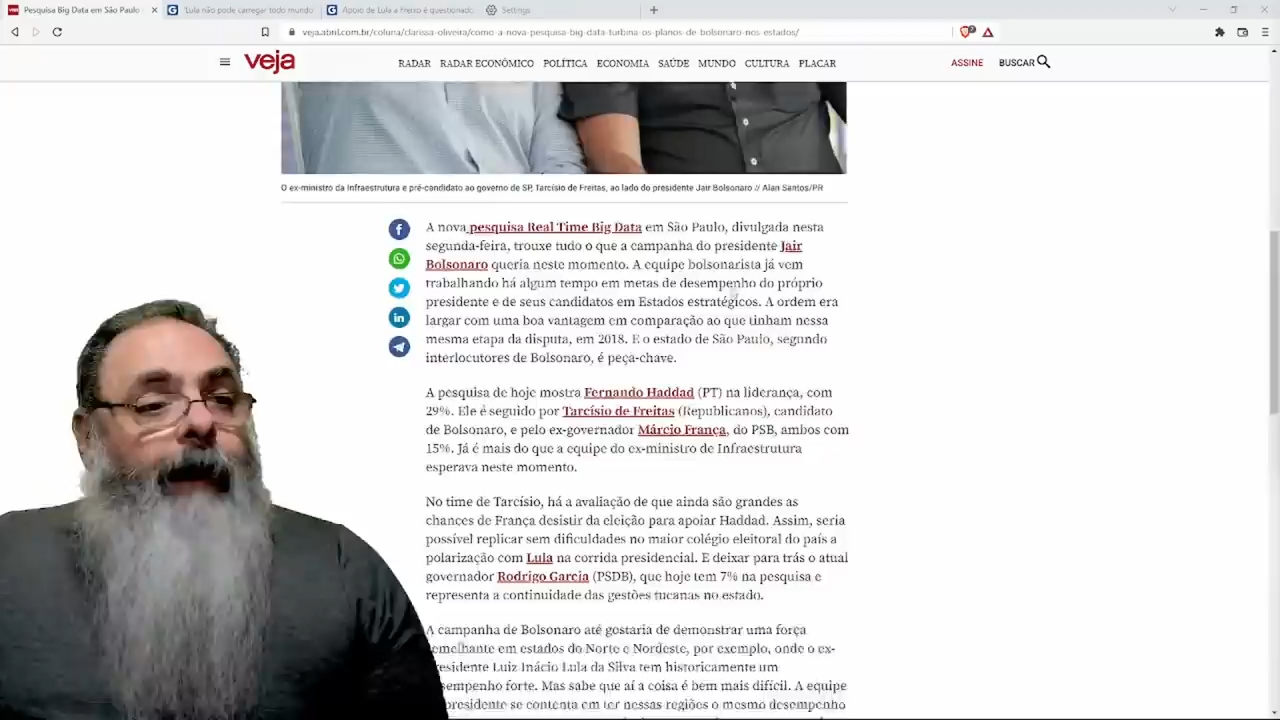 Pesquisa Big Data em São Paulo
'Lula não pode carregar todo mundo
Apoio de Lula a Freixo é questionado
Settings
veja.abril.com.br/coluna/clarissa-oliveira/como-a-nova-pesquisa-big-data-turbina-os-planos-de-bolsonaro-nos-estados/
veja
RADAR RADAR ECONÔMICO POLÍTICA ECONOMIA SAÚDE MUNDO CULTURA PLACAR
ASSINE
BUSCAR
O ex-ministro da Infraestrutura e pré-candidato ao governo de SP, Tarcísio de Freitas, ao lado do presidente Jair Bolsonaro // Alan Santos/PR
A nova pesquisa Real Time Big Data em São Paulo, divulgada nesta
segunda-feira, trouxe tudo o que a campanha do presidente Jair
Bolsonaro queria neste momento. A equipe bolsonarista já vem
trabalhando há algum tempo em metas de desempenho do próprio
presidente e de seus candidatos em Estados estratégicos. A ordem era
largar com uma boa vantagem em comparação ao que tinham nessa
mesma etapa da disputa, em 2018. E o estado de São Paulo, segundo
interlocutores de Bolsonaro, é peça-chave.
A pesquisa de hoje mostra Fernando Haddad (PT) na liderança, com
29%. Ele é seguido por Tarcísio de Freitas (Republicanos), candidato
de Bolsonaro, e pelo ex-governador Márcio França, do PSB, ambos com
15%. Já é mais do que a equipe do ex-ministro de Infraestrutura
esperava neste momento.
No time de Tarcísio, há a avaliação de que ainda são grandes as
chances de França desistir da eleição para apoiar Haddad. Assim, seria
possível replicar sem dificuldades no maior colégio eleitoral do país a
polarização com Lula na corrida presidencial. E deixar para trás o atual
governador Rodrigo Garcia (PSDB), que hoje tem 7% na pesquisa e
representa a continuidade das gestões tucanas no estado.
A campanha de Bolsonaro até gostaria de demonstrar uma força
emelhante em estados do Norte e Nordeste, por exemplo, onde o ex-
residente Luiz Inácio Lula da Silva tem historicamente um
sempenho forte. Mas sabe que aí a coisa é bem mais difícil. A equipe
presidente se contenta em ter nessas regiões o mesmo desempenho